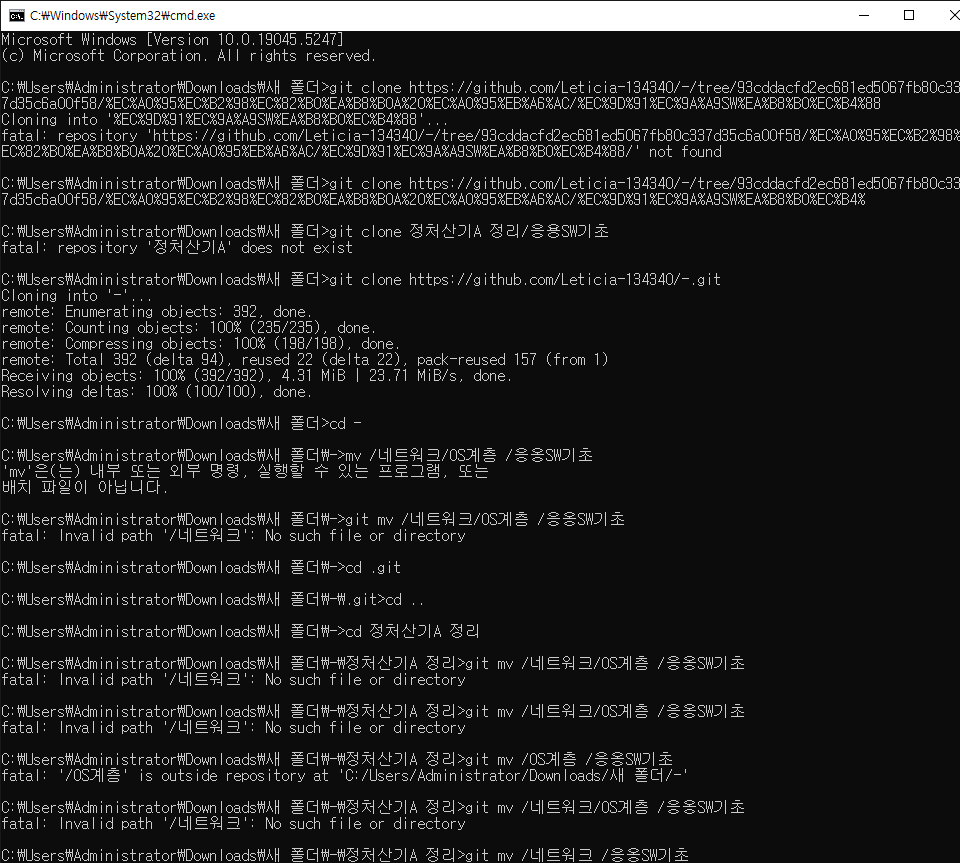 C:\Windows\System32\cmd.exe
Microsoft Windows [Version 10.0.19045.5247]
(c) Microsoft Corporation. All rights reserved.
C:₩Users₩Administrator₩Downloads₩새 폴더>git clone https://github.com/Leticia-134340/-/tree/93cddacfd2ec681ed5067fb80c33
7d35c6a00f58/%EC%A0%95%EC%B2%98%EC%82%B0%EA%B8%B0A%20%EC%A0%95%EB%A6%AC/%EC%9D%91%EC%9A%A9SW%EA%B8%B0%EC%B4%88
Cloning into '%EC%9D%91%EC%9A%A9SW%EA%B8%B0%EC%B4%88'...
fatal: repository 'https://github.com/Leticia-134340/-/tree/93cddacfd2ec681ed5067fb80c337d35c6a00f58/%EC%A0%95%EC%B2%98%
EC%82%B0%EA%B8%B0A%20%EC%A0%95%EB%A6%AC/%EC%9D%91%EC%9A%A9SW%EA%B8%B0%EC%B4%88/' not found
C:₩Users₩Administrator₩Downloads₩새 폴더>git clone https://github.com/Leticia-134340/-/tree/93cddacfd2ec681ed5067fb80c33
7d35c6a00f58/%EC%A0%95%EC%B2%98%EC%82%B0%EA%B8%B0A%20%EC%A0%95%EB%A6%AC/%EC%9D%91%EC%9A%A9SW%EA%B8%B0%EC%B4%
C:₩Users₩Administrator₩Downloads₩새 폴더>git clone 정처산기A 정리/응용SW기초
fatal: repository '정처산기A' does not exist
C:₩Users₩Administrator₩Downloads₩새 폴더>git clone https://github.com/Leticia-134340/-.git
Cloning into '-'...
remote: Enumerating objects: 392, done.
remote: Counting objects: 100% (235/235), done.
remote: Compressing objects: 100% (198/198), done.
remote: Total 392 (delta 94), reused 22 (delta 22), pack-reused 157 (from 1)
Receiving objects: 100% (392/392), 4.31 MiB | 23.71 MiB/s, done.
Resolving deltas: 100% (100/100), done.
C:₩Users₩Administrator₩Downloads₩새 폴더>cd -
C:₩Users₩Administrator₩Downloads₩새 폴더₩->mv /네트워크/OS계층 /응용SW기초
'mv'은(는) 내부 또는 외부 명령, 실행할 수 있는 프로그램, 또는
배치 파일이 아닙니다.
C:₩Users₩Administrator₩Downloads₩새 폴더₩->git mv /네트워크/OS계층 /응용SW기초
fatal: Invalid path '/네트워크': No such file or directory
C:₩Users₩Administrator₩Downloads₩새 폴더₩->cd .git
C:₩Users₩Administrator₩Downloads₩새 폴더₩-₩.git>cd ..
C:₩Users₩Administrator₩Downloads₩새 폴더₩->cd 정처산기A 정리
C:₩Users₩Administrator₩Downloads₩새 폴더₩-₩정처산기A 정리>git mv /네트워크/OS계층 /응용SW기초
fatal: Invalid path '/네트워크': No such file or directory
C:₩Users₩Administrator₩Downloads₩새 폴더₩-₩정처산기A 정리>git mv /네트워크/OS계층 /응용SW기초
fatal: Invalid path '/네트워크': No such file or directory
C:₩Users₩Administrator₩Downloads₩새 폴더₩-₩정처산기A 정리>git mv /OS계층 /응용SW기초
fatal: '/OS계층' is outside repository at 'C:/Users/Administrator/Downloads/새 폴더/-'
C:₩Users₩Administrator₩Downloads₩새 폴더₩-₩정처산기A 정리>git mv /네트워크/OS계층 /응용SW기초
fatal: Invalid path '/네트워크': No such file or directory
C:₩Users₩Administrator₩Downloads₩새 폴더₩-₩정처산기A 정리>git mv /네트워크 /응용SW기초